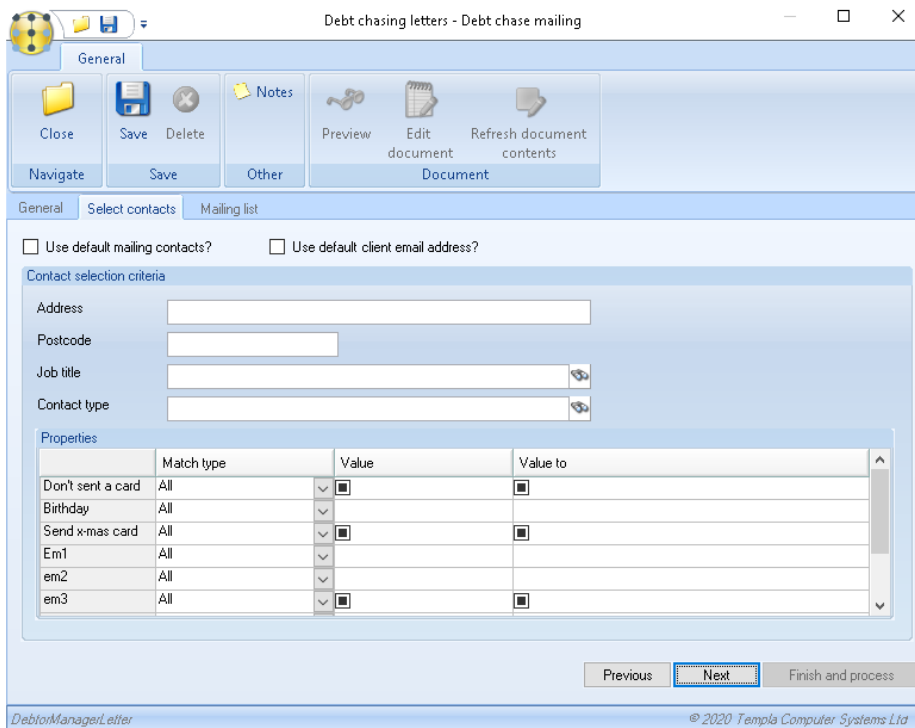 Debt chasing letters - Debt chase mailing
General
Close Save Delete Notes Preview Edit document Refresh document contents
Navigate Save Other Document
General Select contacts Mailing list
Use default mailing contacts? Use default client email address?
Contact selection criteria
Address
Postcode
Job title
Contact type
Properties
Match type Value Value to
Don't sent a card All
Birthday All
Send x-mas card All
Em1 All
em2 All
em3 All
Previous Next Finish and process
DebtorManagerLetter © 2020 Templa Computer Systems Ltd